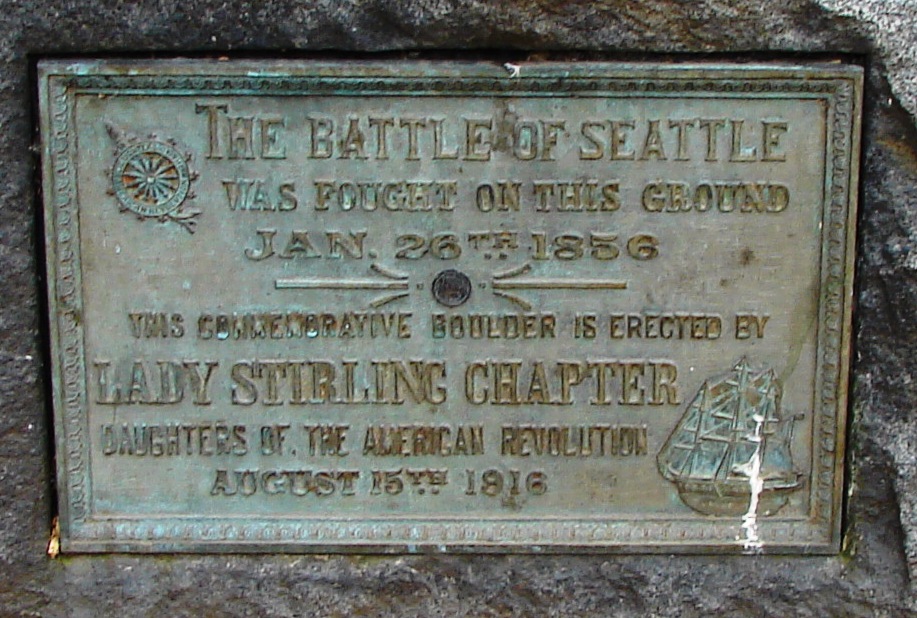 THE BATTLE OF SEATTLE
WAS FOUGHT ON THIS GROUND
JAN. 26TH 1856
THIS COMMEMORATIVE BOULDER IS ERECTED BY
LADY STIRLING CHAPTER
DAUGHTERS OF THE AMERICAN REVOLUTION
AUGUST 15TH 1916